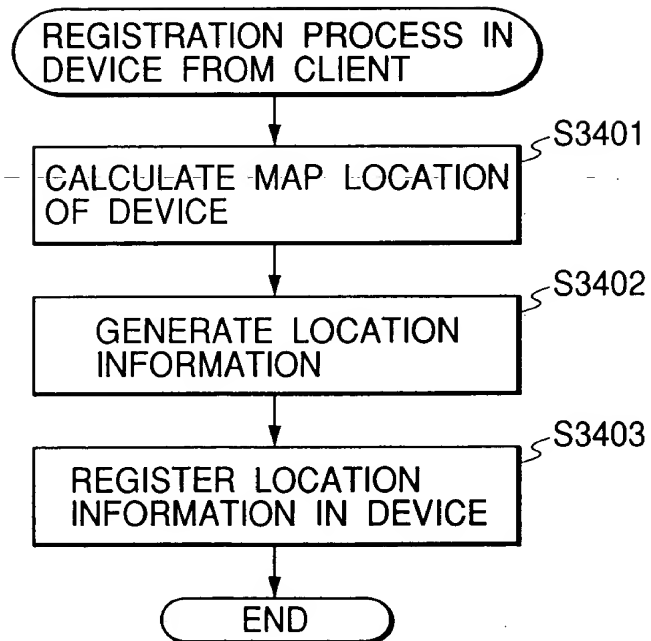 REGISTRATION PROCESS IN
DEVICE FROM CLIENT
S3401
CALCULATE MAP LOCATION
OF DEVICE
S3402
GENERATE LOCATION
INFORMATION
S3403
REGISTER LOCATION
INFORMATION IN DEVICE
END